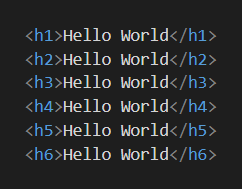 <h1>Hello World</h1>
<h2>Hello World</h2>
<h3>Hello World</h3>
<h4>Hello World</h4>
<h5>Hello World</h5>
<h6>Hello World</h6>